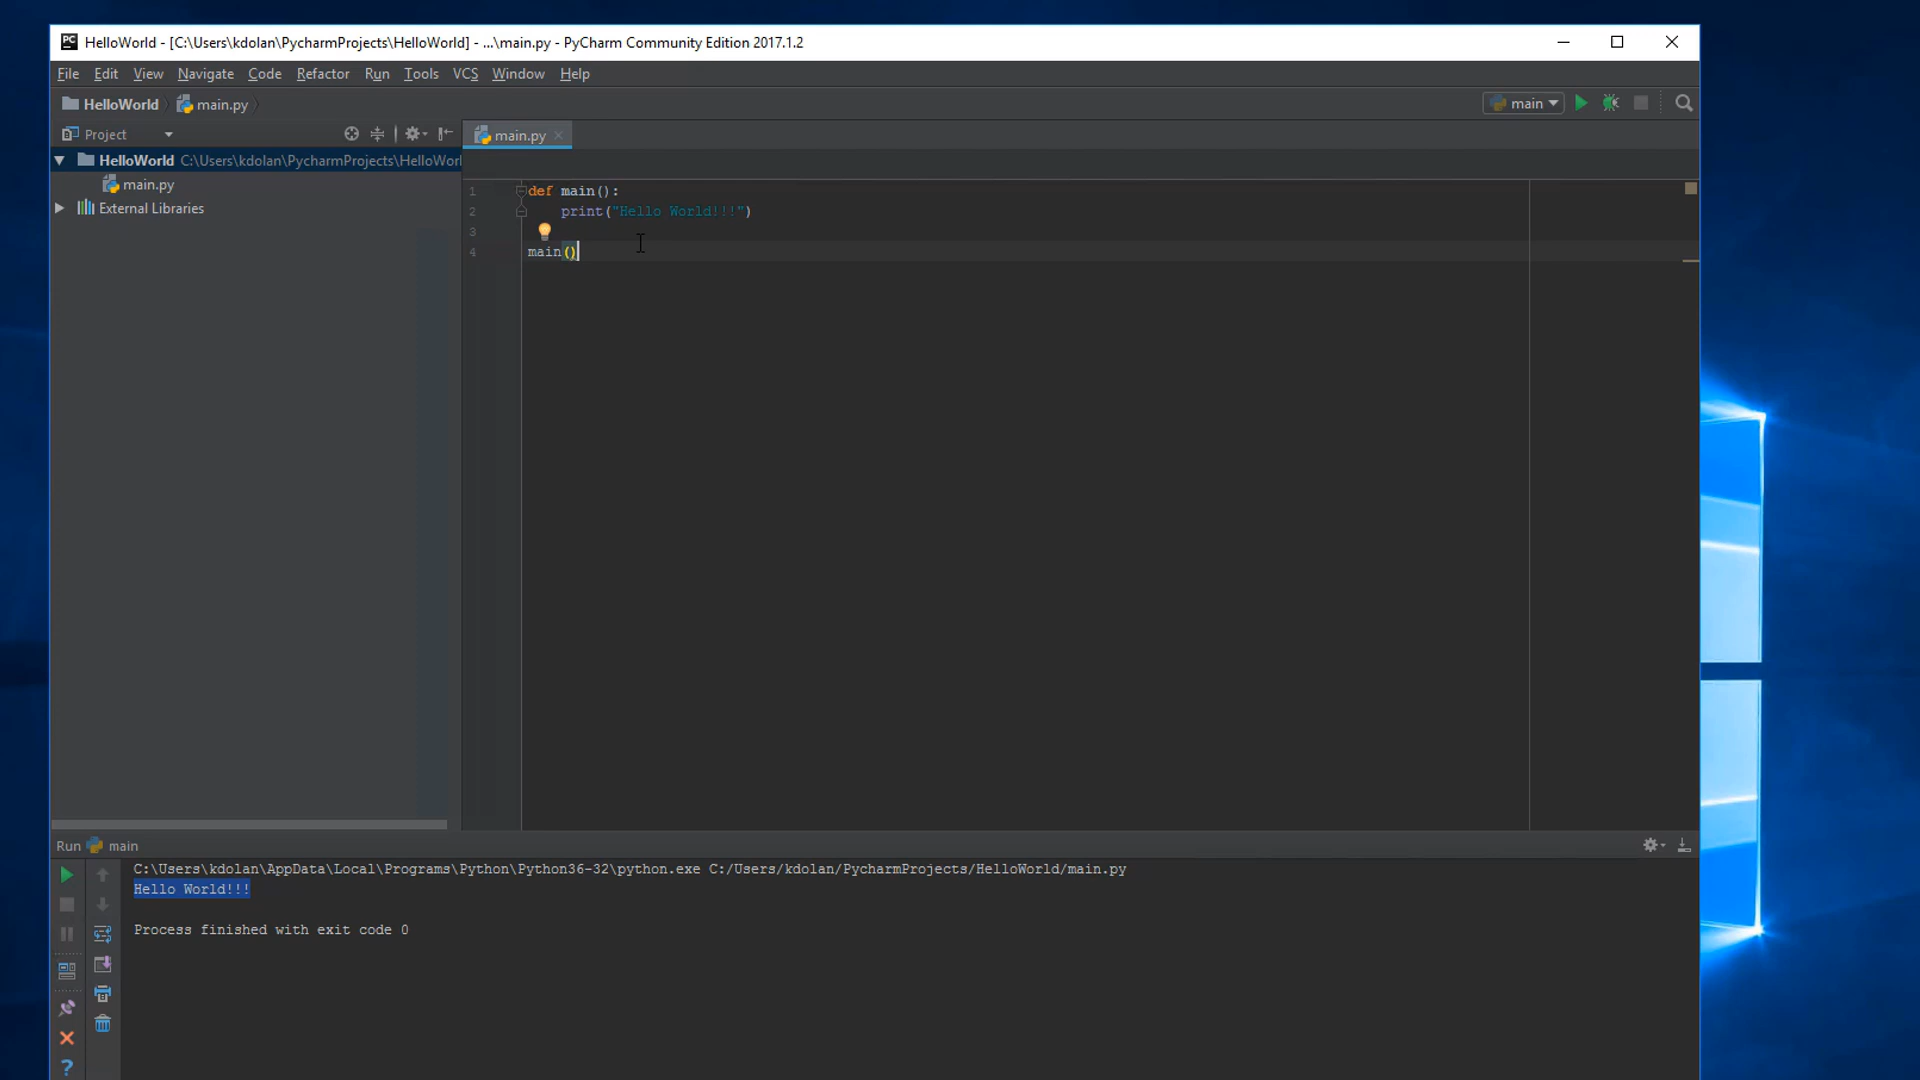 HelloWorld - [C:\Users\kdolan\PycharmProjects\HelloWorld] - ...\main.py - PyCharm Community Edition 2017.1.2
File Edit View Navigate Code Refactor Run Tools VCS Window Help
HelloWorld main.py main
Project main.py
HelloWorld C:\Users\kdolan\PycharmProjects\HelloWorl
main.py
External Libraries
1 def main():
2 print("Hello World!!!")
3
4 main()
Run main
C:\Users\kdolan\AppData\Local\Programs\Python\Python36-32\python.exe C:/Users/kdolan/PycharmProjects/HelloWorld/main.py
Hello World!!!
Process finished with exit code 0